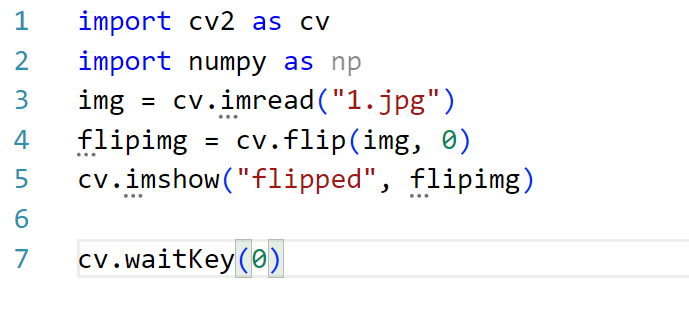 1 import cv2 as cv
2 import numpy as np
3 img = cv.imread("1.jpg")
4 flipimg = cv.flip(img, 0)
5 cv.imshow("flipped", flipimg)
6
7 cv.waitKey(0)